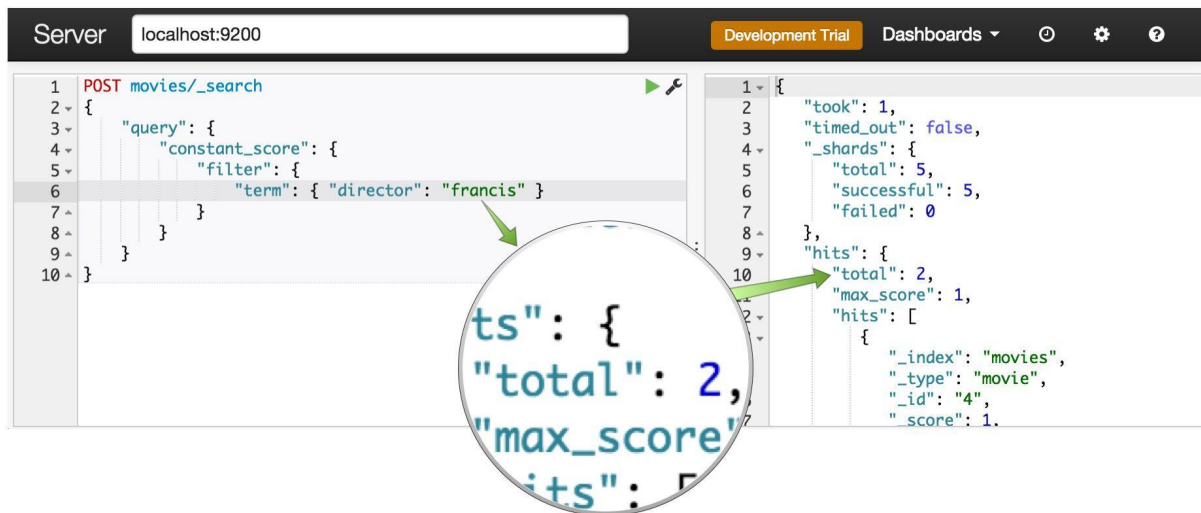 Server localhost:9200 Development Trial Dashboards
1 POST movies/_search
2 {
3 "query": {
4 "constant_score": {
5 "filter": {
6 "term": { "director": "francis" }
7 }
8 }
9 }
10 }
1 {
2 "took": 1,
3 "timed_out": false,
4 "_shards": {
5 "total": 5,
6 "successful": 5,
7 "failed": 0
8 },
9 "hits": {
10 "total": 2,
"max_score": 1,
"hits": [
{
"_index": "movies",
"_type": "movie",
"_id": "4",
7 "_score": 1,
ts": {
"total": 2,
"max_score"
its": [